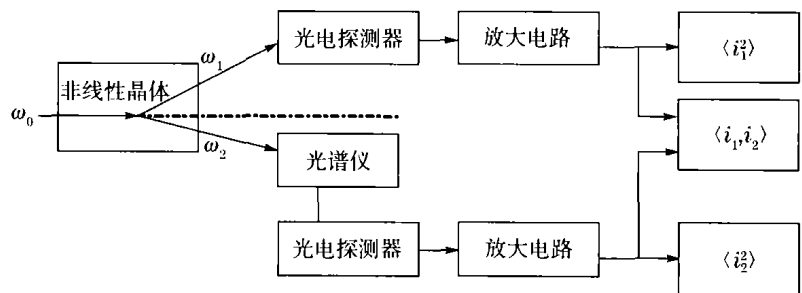 光电探测器
放大电路
⟨i₁²⟩
ω₁
非线性晶体
ω₀
ω₂
⟨i₁,i₂⟩
光谱仪
光电探测器
放大电路
⟨i₂²⟩